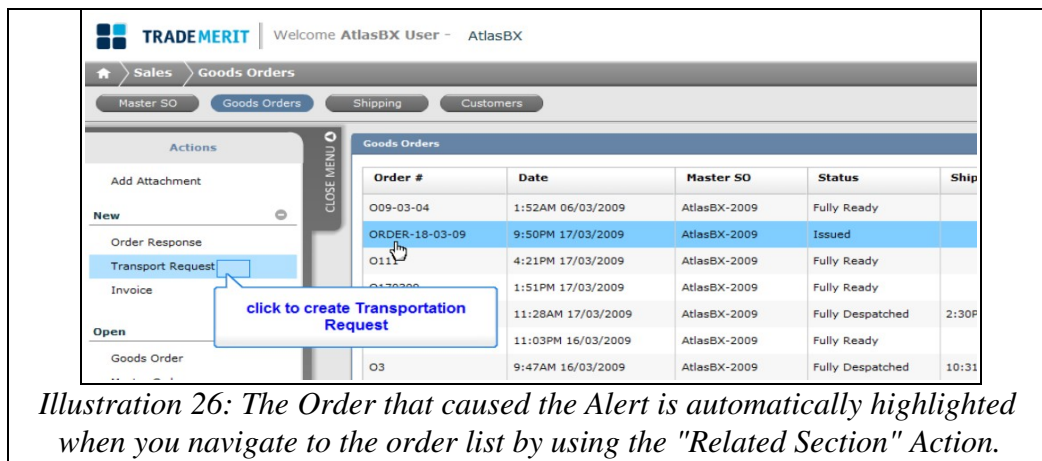 TRADEMERIT Welcome AtlasBX User - AtlasBX
Sales Goods Orders
Master SO Goods Orders Shipping Customers
Actions
Add Attachment
New
Order Response
Transport Request
Invoice
Open
Goods Order
CLOSE MENU
Goods Orders
Order # Date Master SO Status Ship
O09-03-04 1:52AM 06/03/2009 AtlasBX-2009 Fully Ready
ORDER-18-03-09 9:50PM 17/03/2009 AtlasBX-2009 Issued
O111 4:21PM 17/03/2009 AtlasBX-2009 Fully Ready
1:51PM 17/03/2009 AtlasBX-2009 Fully Ready
11:28AM 17/03/2009 AtlasBX-2009 Fully Despatched 2:30P
11:03PM 16/03/2009 AtlasBX-2009 Fully Ready
O3 9:47AM 16/03/2009 AtlasBX-2009 Fully Despatched 10:31
click to create Transportation
Request
Illustration 26: The Order that caused the Alert is automatically highlighted
when you navigate to the order list by using the "Related Section" Action.